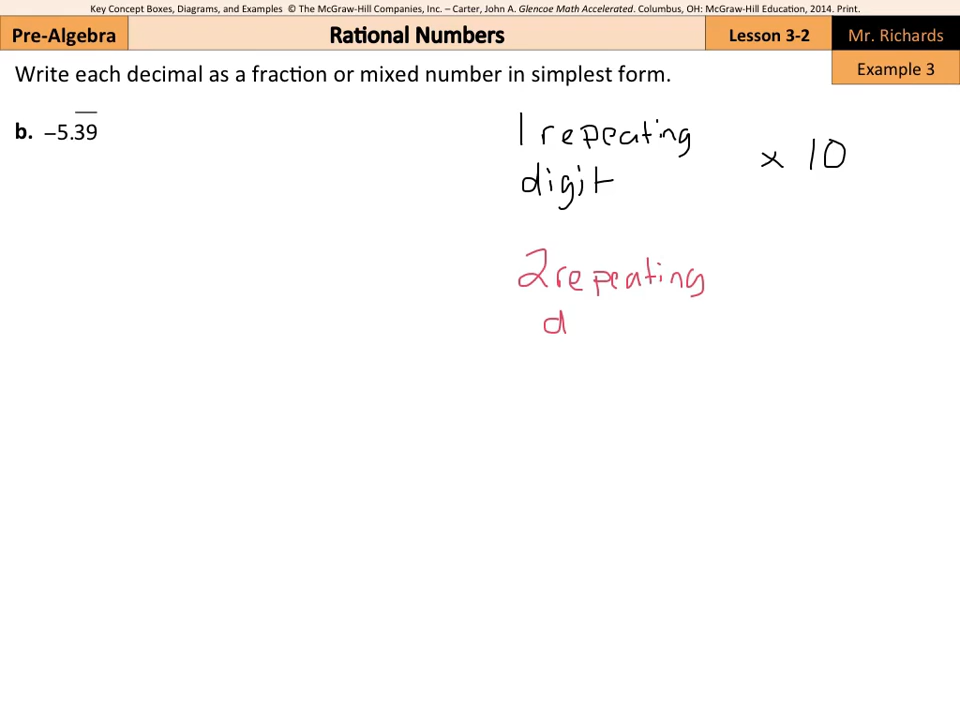 Key Concept Boxes, Diagrams, and Examples © The McGraw-Hill Companies, Inc. – Carter, John A. Glencoe Math Accelerated. Columbus, OH: McGraw-Hill Education, 2014. Print.
Pre-Algebra Rational Numbers Lesson 3-2 Mr. Richards
Example 3
Write each decimal as a fraction or mixed number in simplest form.
b. –5.3̅9̅
1 repeating
digit × 10
2 repeating
d